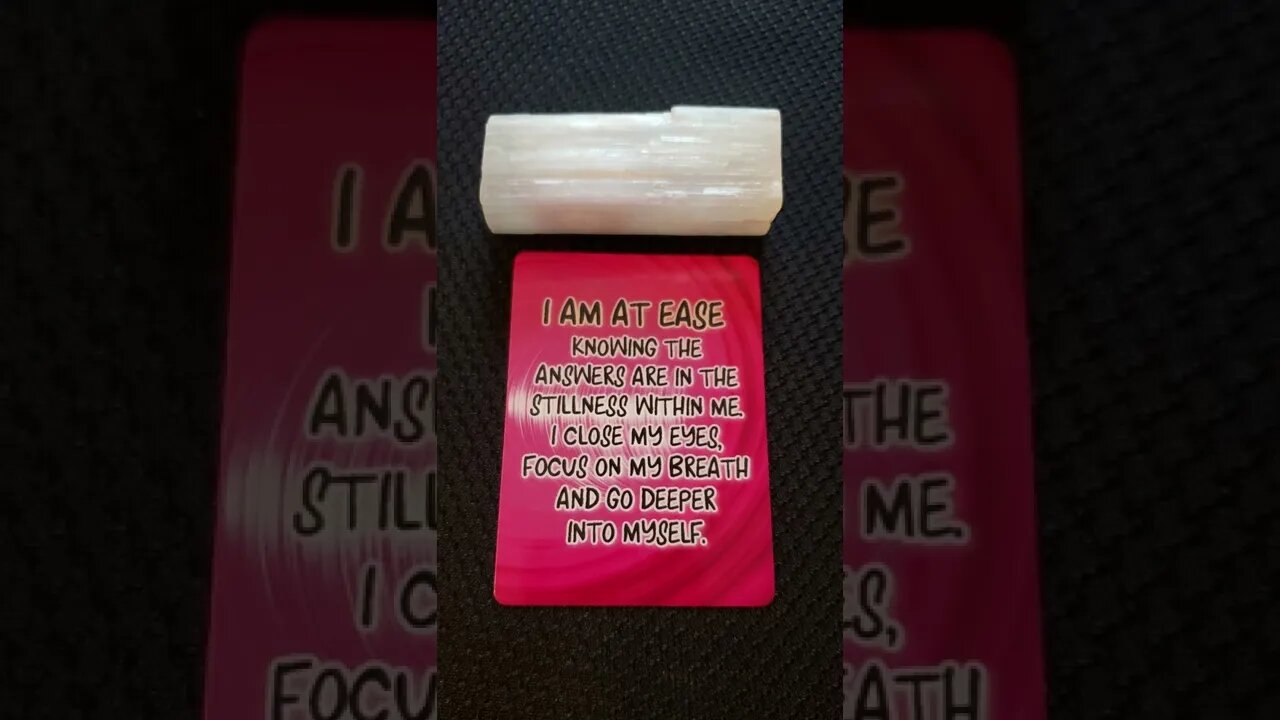 I AM AT EASE
KNOWING THE
ANSWERS ARE IN THE
STILLNESS WITHIN ME.
I CLOSE MY EYES,
FOCUS ON MY BREATH
AND GO DEEPER
INTO MYSELF.